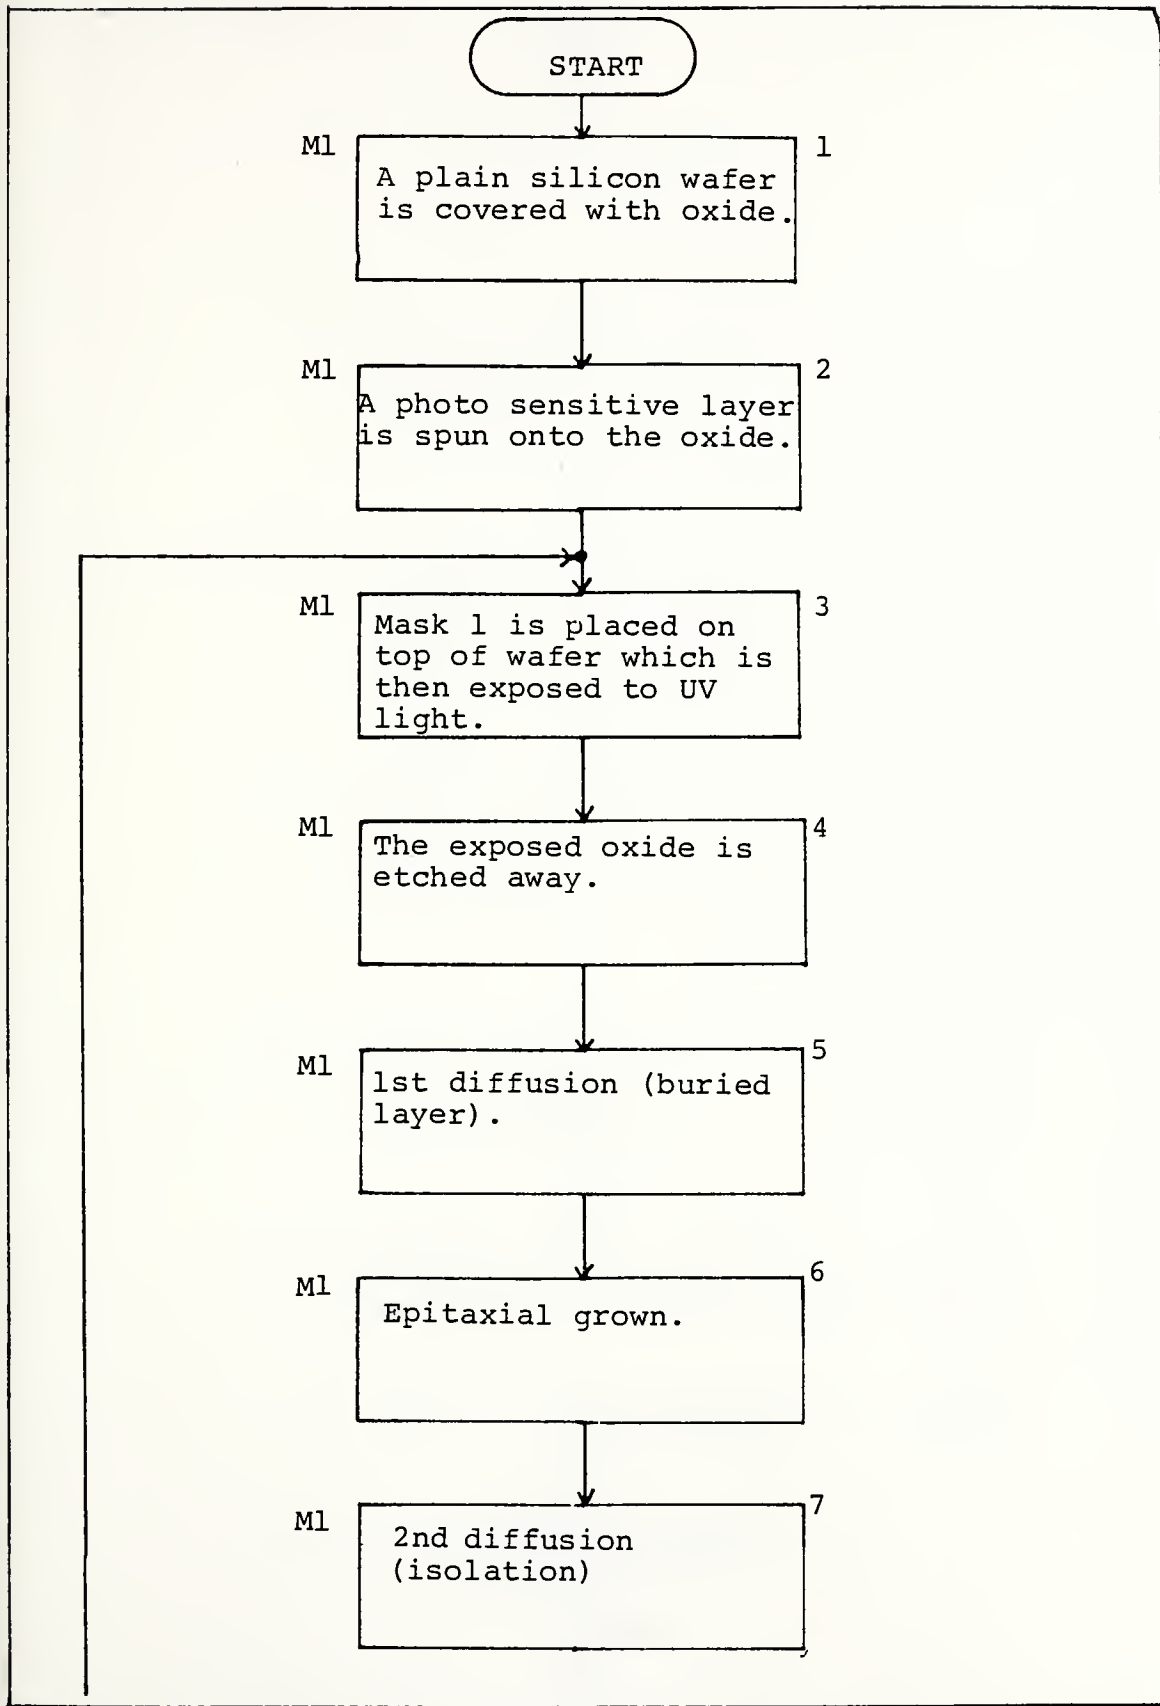 START
M1
1
A plain silicon wafer
is covered with oxide.
M1
2
A photo sensitive layer
is spun onto the oxide.
M1
3
Mask 1 is placed on
top of wafer which is
then exposed to UV
light.
M1
4
The exposed oxide is
etched away.
M1
5
1st diffusion (buried
layer).
M1
6
Epitaxial grown.
M1
7
2nd diffusion
(isolation)